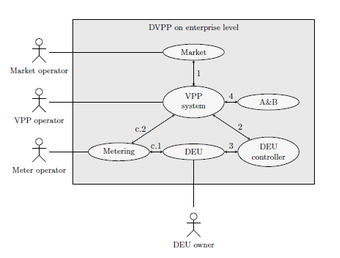 DVPP on enterprise level
Market
Market operator
1
VPP
system
4
A&B
VPP operator
c.2
2
Metering
c.1
DEU
3
DEU
controller
Meter operator
DEU owner